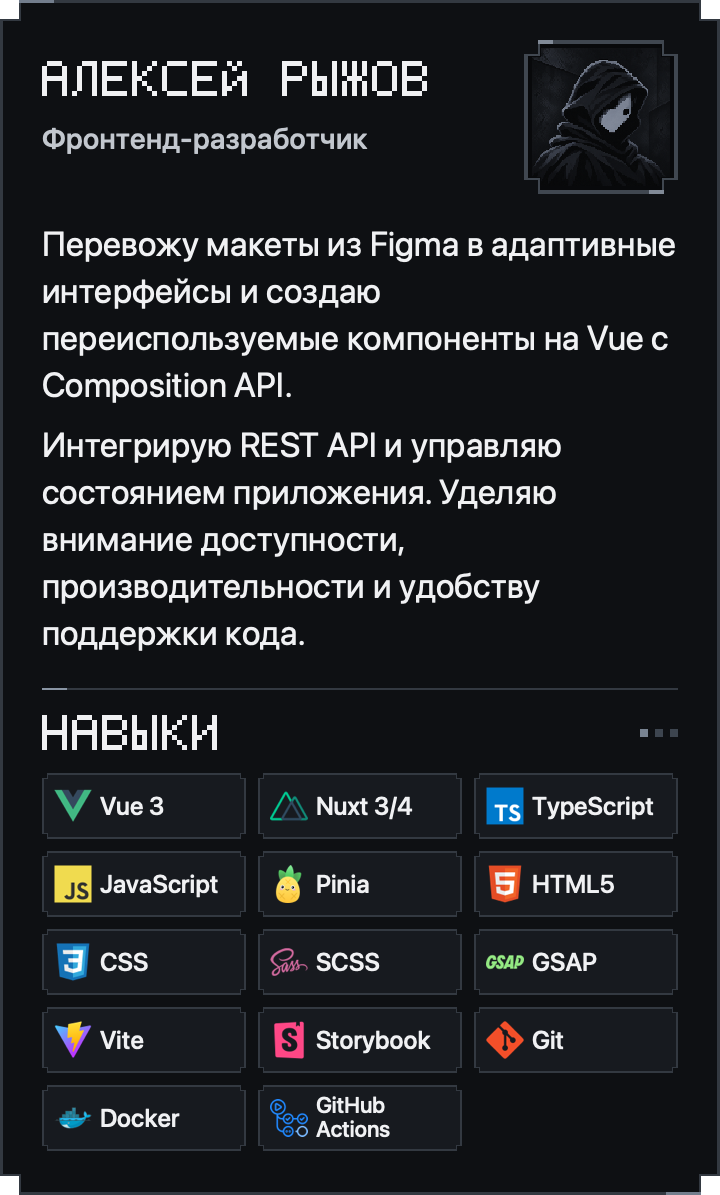 АЛЕКСЕЙ РЫЖОВ
Фронтенд-разработчик
Перевожу макеты из Figma в адаптивные
интерфейсы и создаю
переиспользуемые компоненты на Vue с
Composition API.
Интегрирую REST API и управляю
состоянием приложения. Уделяю
внимание доступности,
производительности и удобству
поддержки кода.
НАВЫКИ
Vue 3
Nuxt 3/4
TS TypeScript
JS JavaScript
Pinia
5 HTML5
3 CSS
Sass SCSS
GSAP GSAP
Vite
S Storybook
Git
Docker
GitHub
Actions